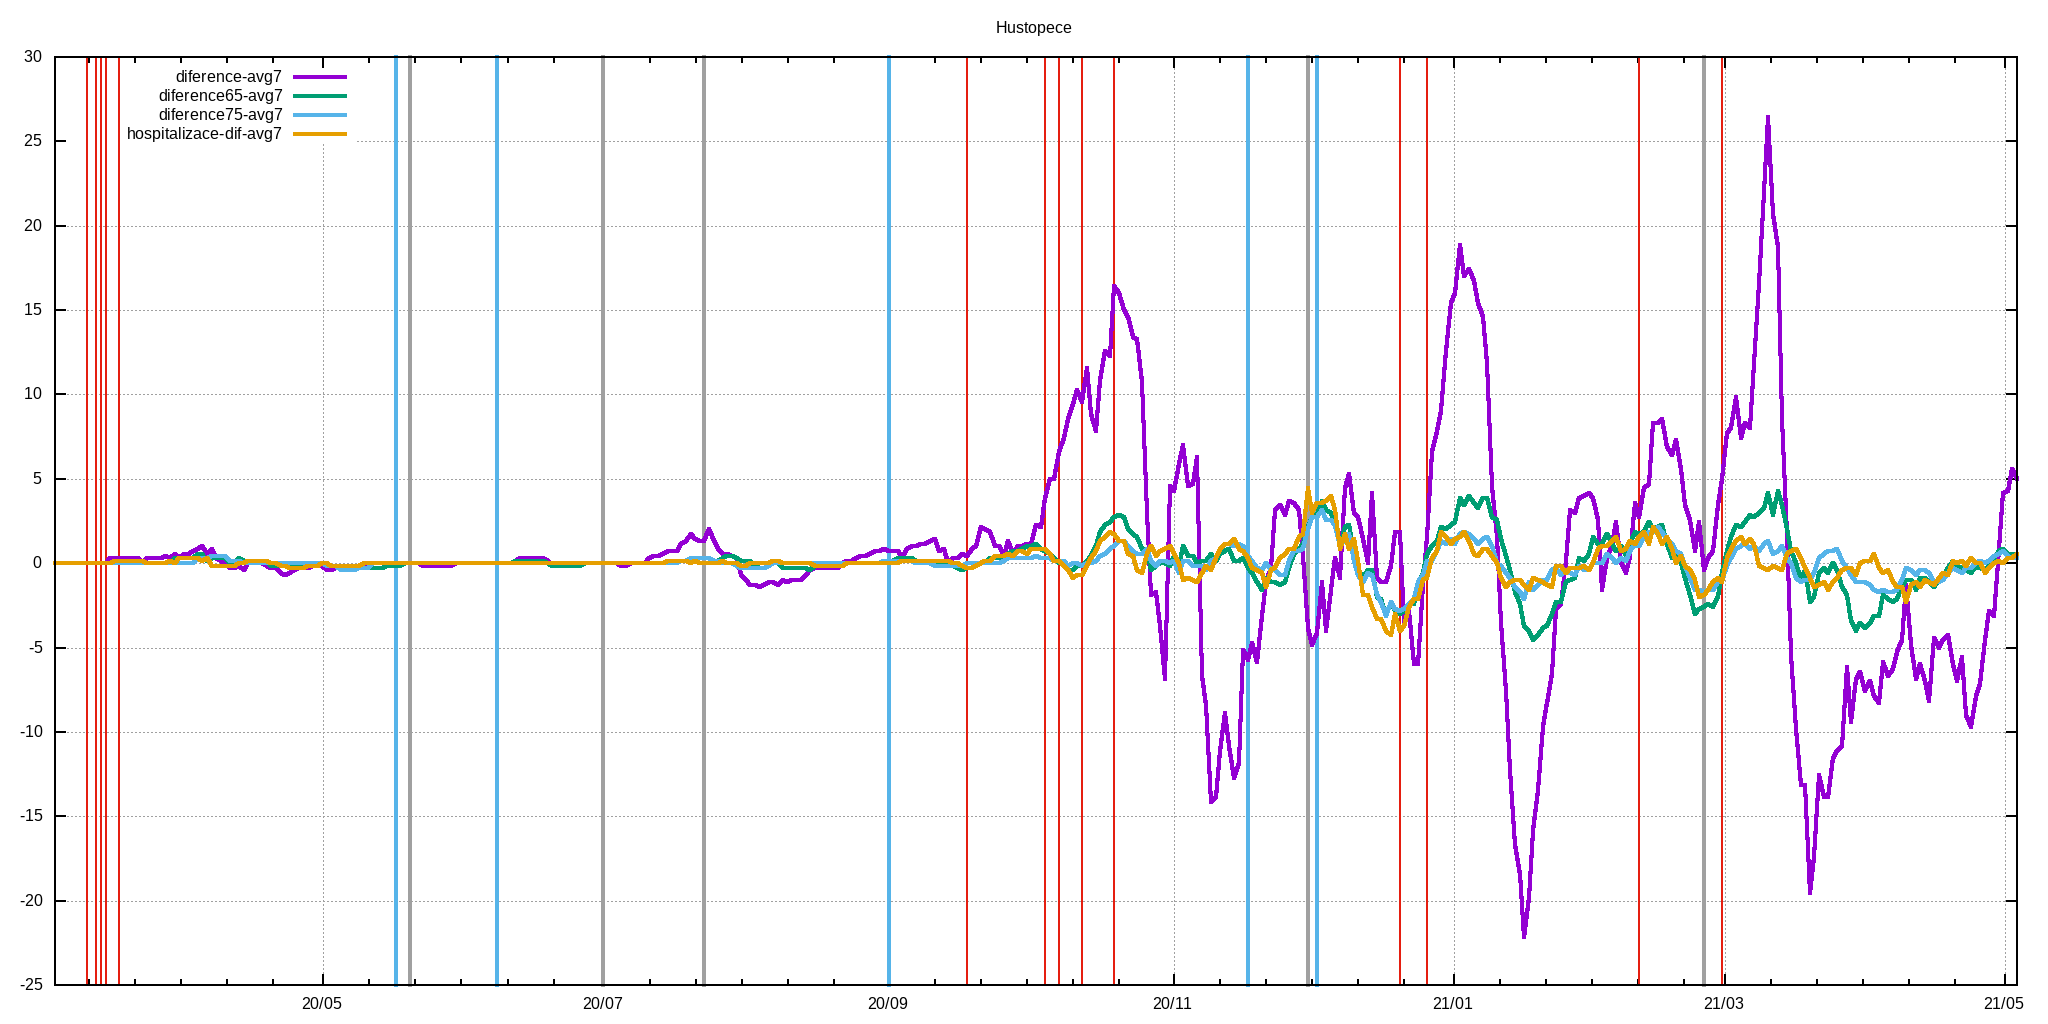 Hustopece
30
diference-avg7
diference65-avg7
diference75-avg7
hospitalizace-dif-avg7
25
20
15
10
5
0
-5
-10
-15
-20
-25
20/05 20/07 20/09 20/11 21/01 21/03 21/05